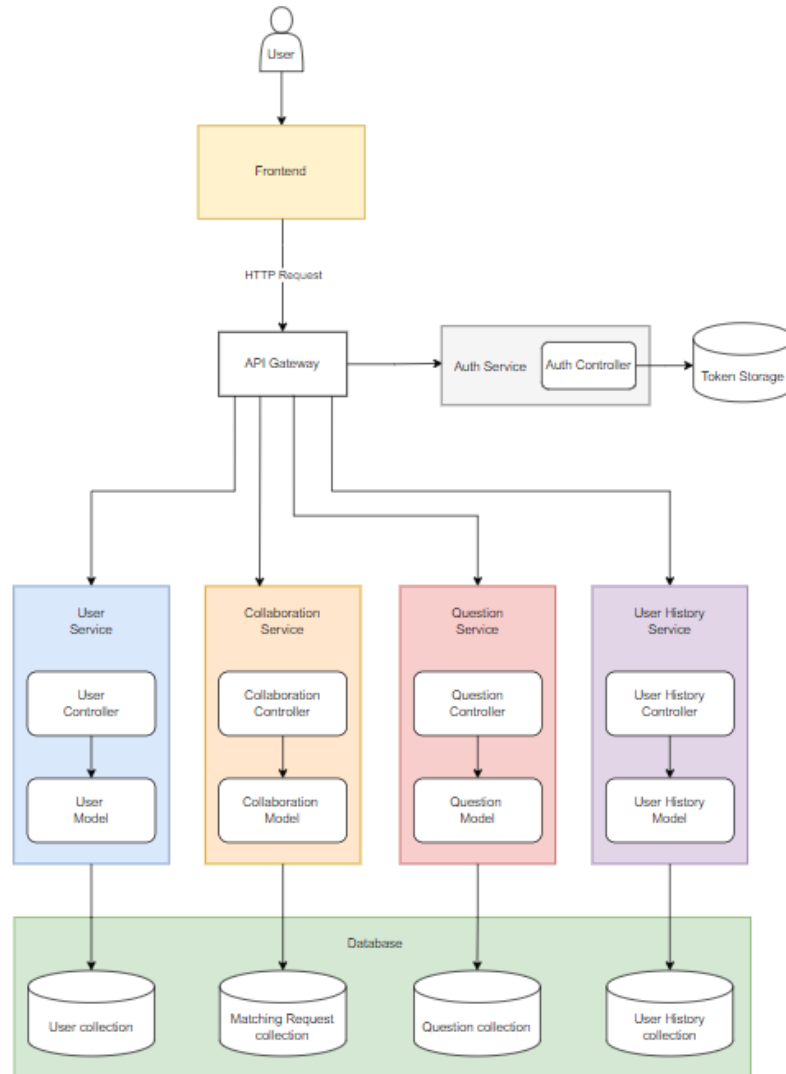 User
Frontend
HTTP Request
API Gateway
Auth Service
Auth Controller
Token Storage
User
Service
Collaboration
Service
Question
Service
User History
Service
User
Controller
Collaboration
Controller
Question
Controller
User History
Controller
User
Model
Collaboration
Model
Question
Model
User History
Model
Database
User collection
Matching Request
collection
Question collection
User History
collection